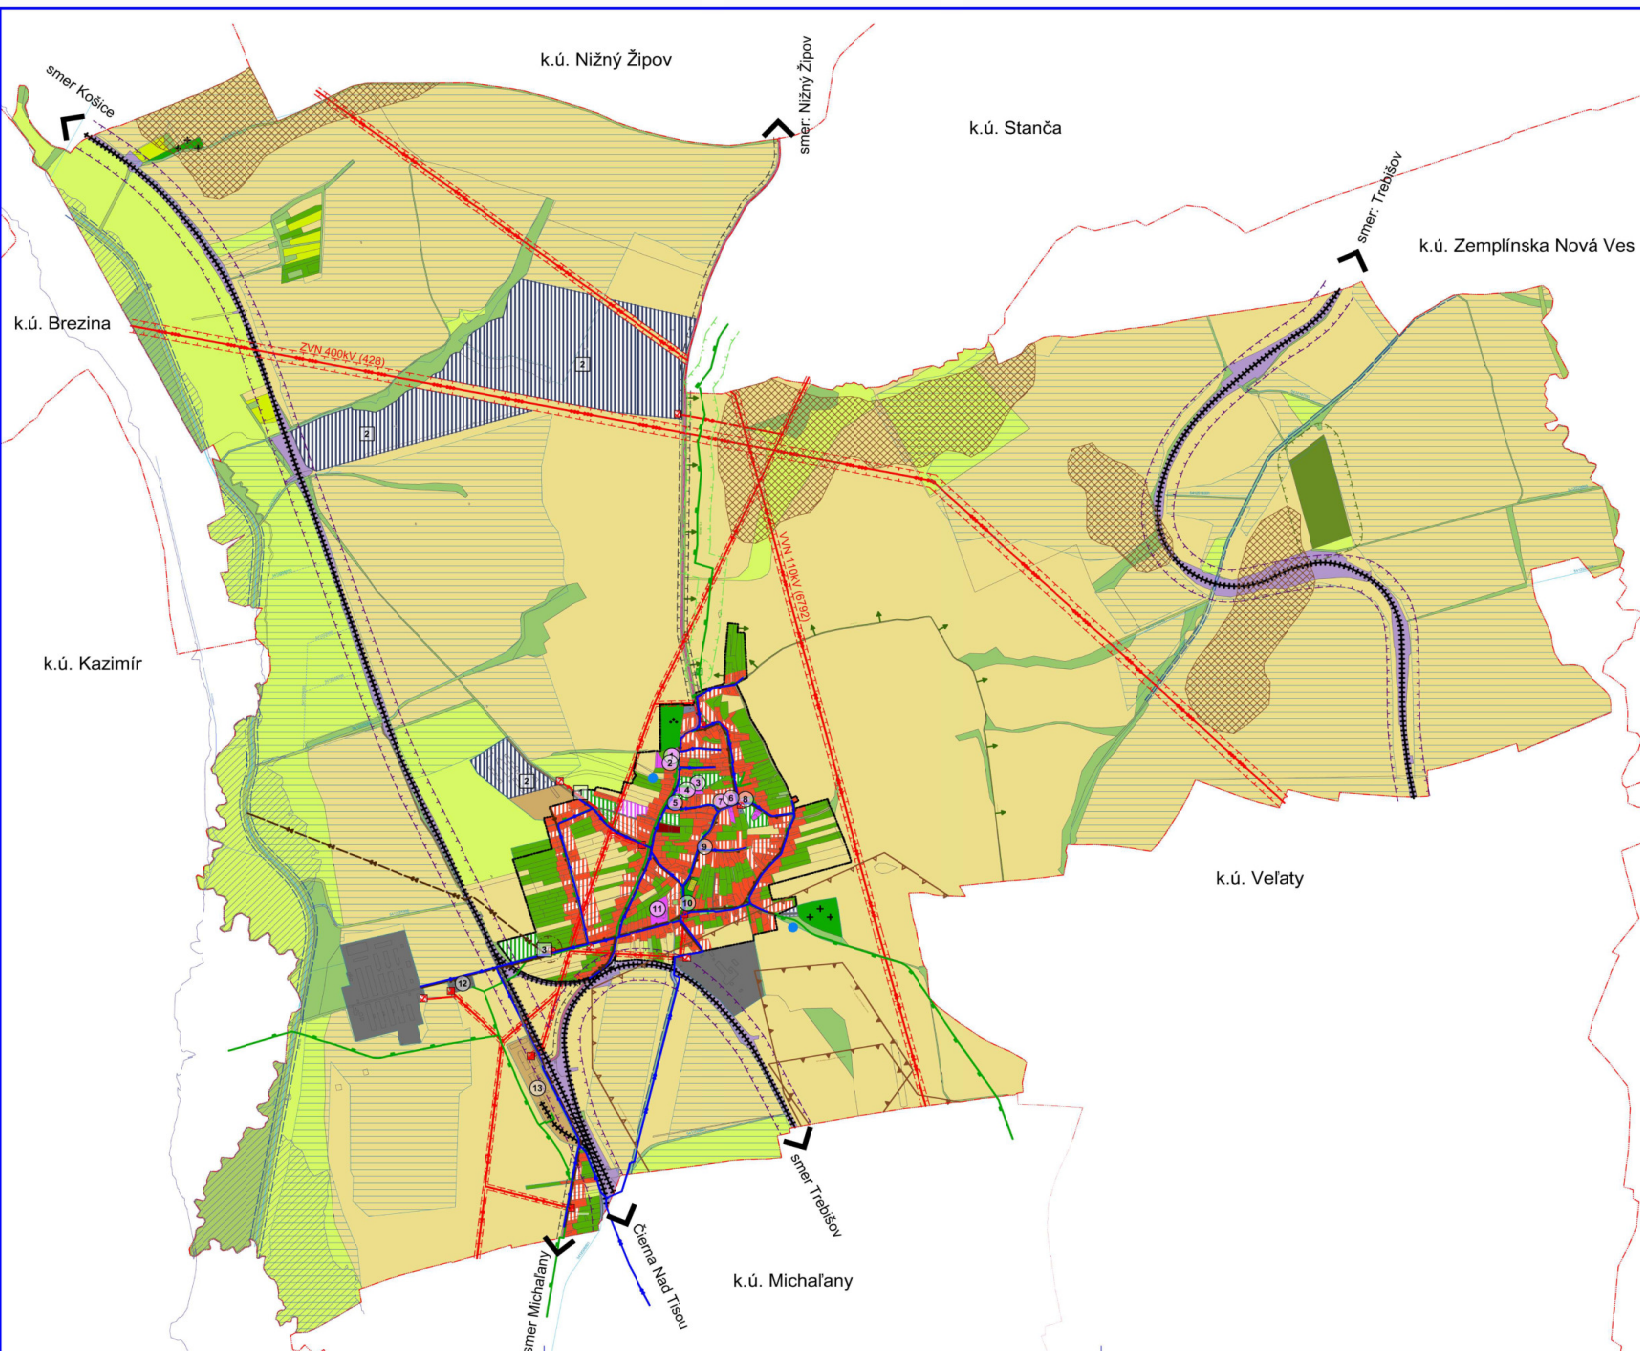 k.ú. Nižný Žipov
smer Košice
smer: Nižný Žipov
k.ú. Stanča
smer: Trebišov
k.ú. Zemplínska Nová Ves
k.ú. Brezina
ZVN 400kV (428)
2
2
VVN 110kV (6792)
k.ú. Kazimír
1
2
2
1
3
4
5
7
6
8
9
k.ú. Veľaty
11
10
3
12
13
smer Trebišov
smer Michaľany
Čierna Nad Tisou
k.ú. Michaľany